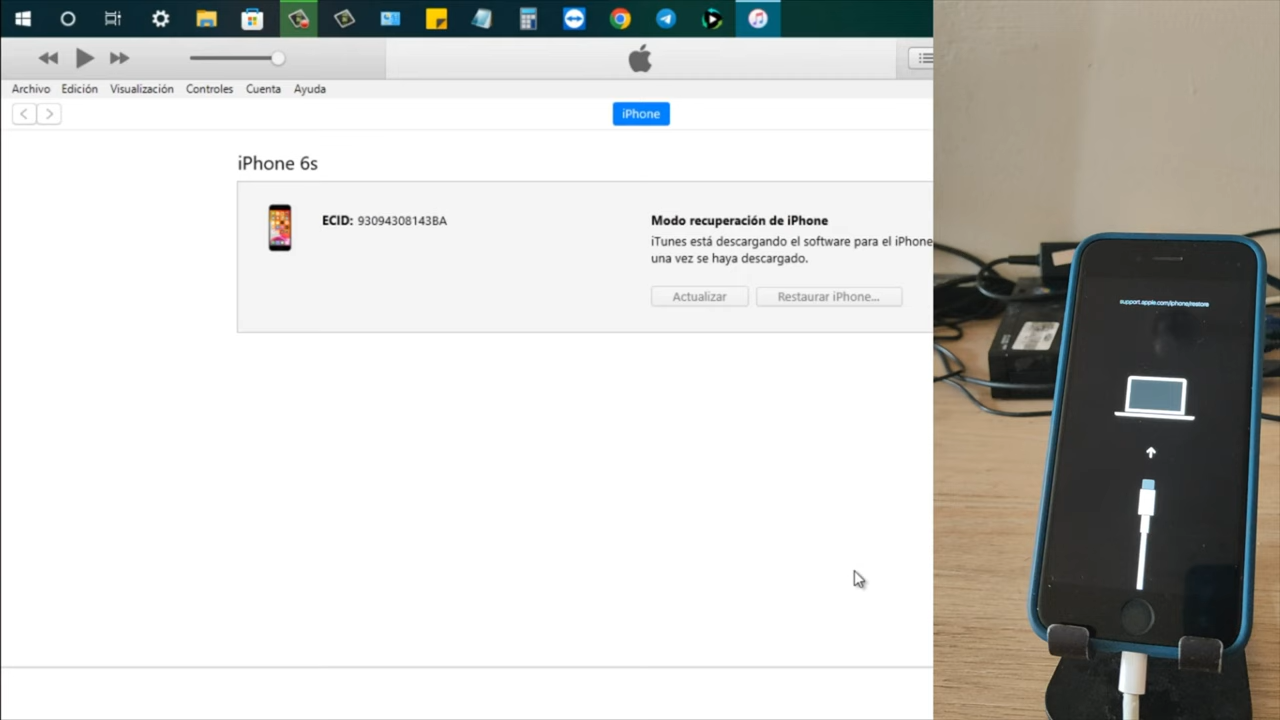 Archivo Edición Visualización Controles Cuenta Ayuda
iPhone
iPhone 6s
ECID: 93094308143BA
Modo recuperación de iPhone
iTunes está descargando el software para el iPhone
una vez se haya descargado.
Actualizar
Restaurar iPhone...
support.apple.com/iphone/restore